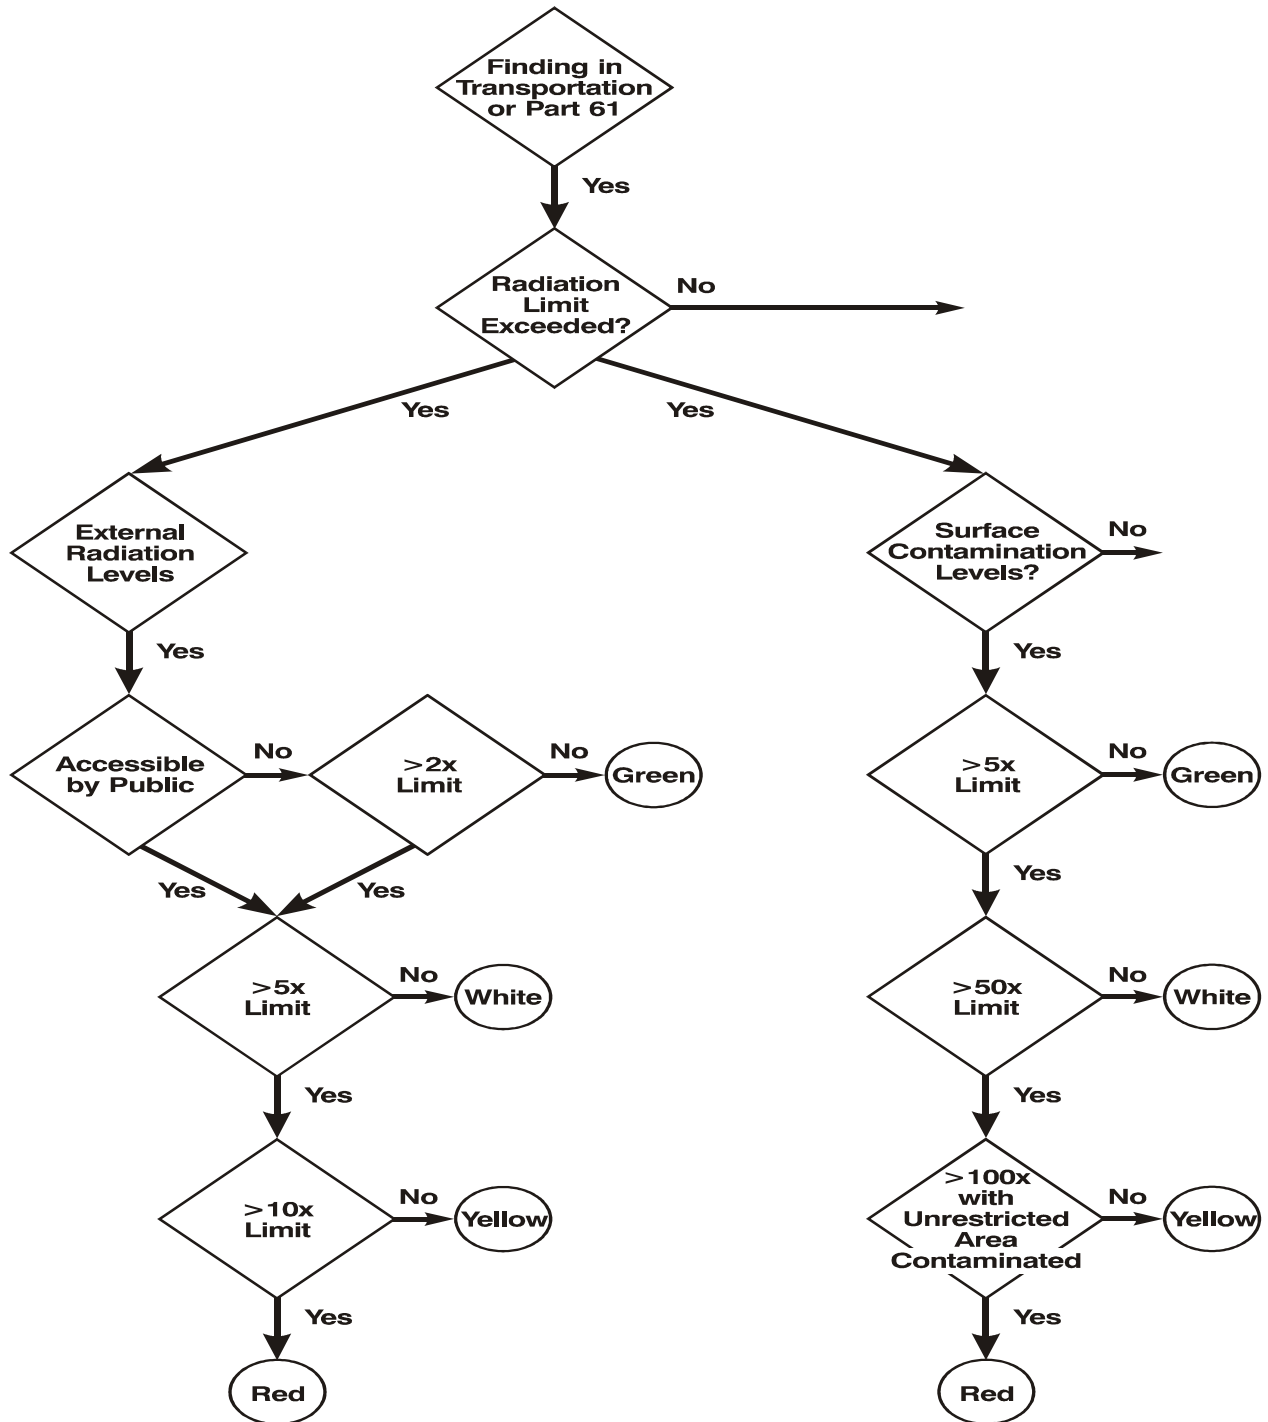 Finding in
Transportation
or Part 61
Yes
Radiation
Limit
Exceeded?
No
Yes
Yes
External
Radiation
Levels
Surface
Contamination
Levels?
No
Yes
Yes
Accessible
by Public
No
>2x
Limit
No
Green
>5x
Limit
No
Green
Yes
Yes
Yes
>5x
Limit
No
White
>50x
Limit
No
White
Yes
Yes
>10x
Limit
No
Yellow
>100x
with
Unrestricted
Area
Contaminated
No
Yellow
Yes
Yes
Red
Red